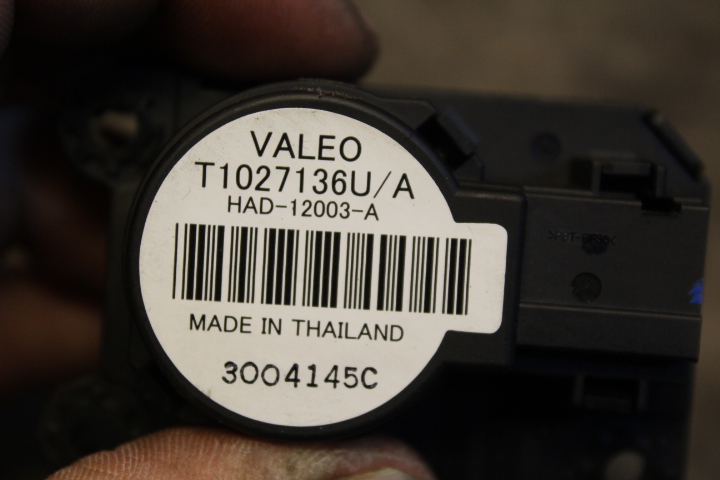 VALEO
T1027136U/A
HAD-12003-A
MADE IN THAILAND
3004145C